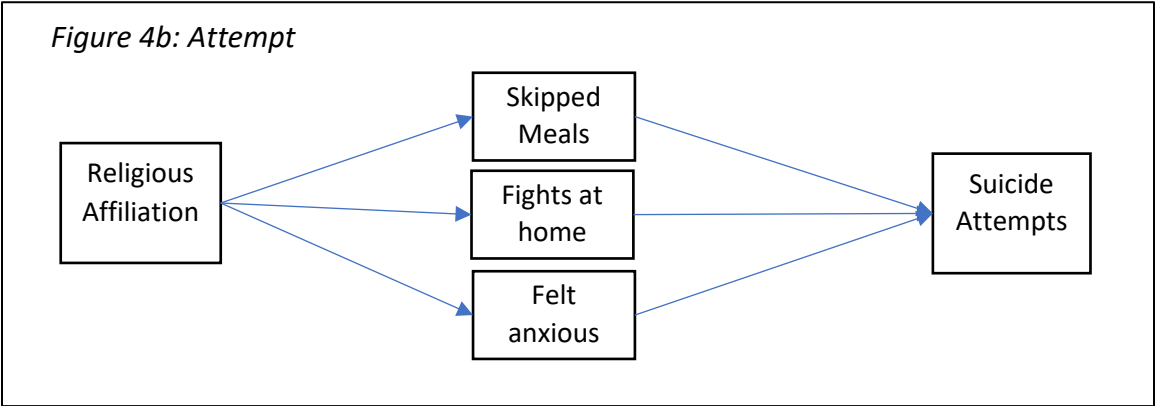 Figure 4b: Attempt
Religious
Affiliation
Skipped
Meals
Fights at
home
Felt
anxious
Suicide
Attempts